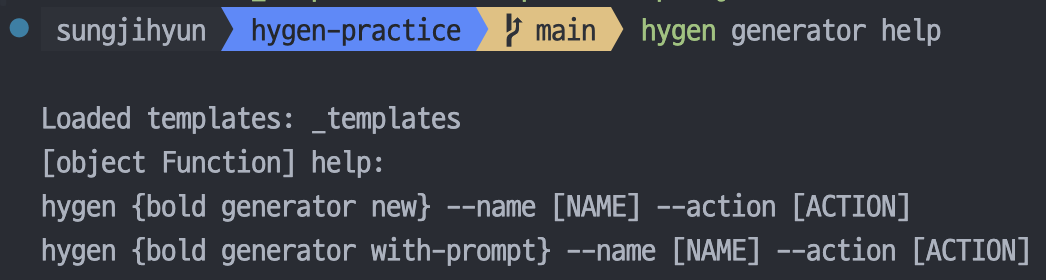 sungjihyun hygen-practice main hygen generator help
Loaded templates: _templates
[object Function] help:
hygen {bold generator new} --name [NAME] --action [ACTION]
hygen {bold generator with-prompt} --name [NAME] --action [ACTION]